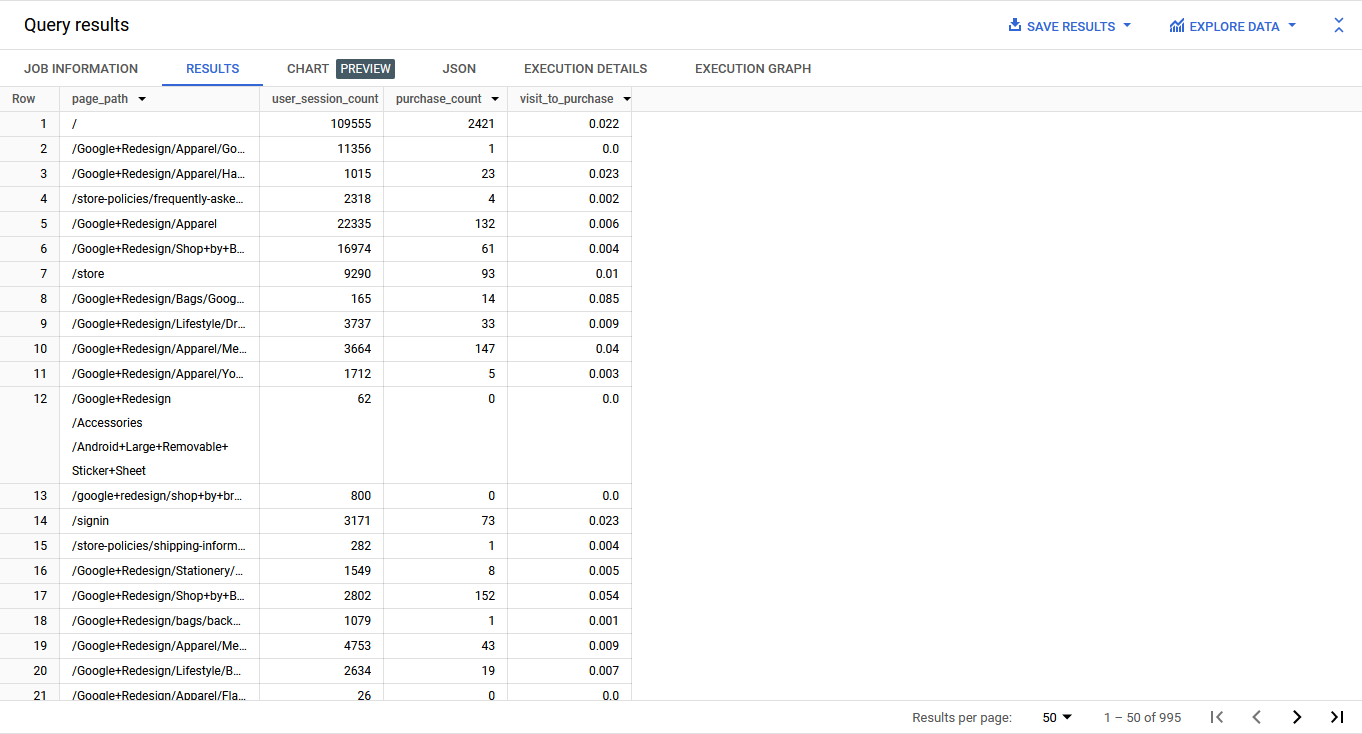 Query results
SAVE RESULTS
EXPLORE DATA
JOB INFORMATION RESULTS CHART PREVIEW JSON EXECUTION DETAILS EXECUTION GRAPH
Row page_path user_session_count purchase_count visit_to_purchase
1 / 109555 2421 0.022
2 /Google+Redesign/Apparel/Go... 11356 1 0.0
3 /Google+Redesign/Apparel/Ha... 1015 23 0.023
4 /store-policies/frequently-aske... 2318 4 0.002
5 /Google+Redesign/Apparel 22335 132 0.006
6 /Google+Redesign/Shop+by+B... 16974 61 0.004
7 /store 9290 93 0.01
8 /Google+Redesign/Bags/Goog... 165 14 0.085
9 /Google+Redesign/Lifestyle/Dr... 3737 33 0.009
10 /Google+Redesign/Apparel/Me... 3664 147 0.04
11 /Google+Redesign/Apparel/Yo... 1712 5 0.003
12 /Google+Redesign 62 0 0.0
/Accessories
/Android+Large+Removable+
Sticker+Sheet
13 /google+redesign/shop+by+br... 800 0 0.0
14 /signin 3171 73 0.023
15 /store-policies/shipping-inform... 282 1 0.004
16 /Google+Redesign/Stationery/... 1549 8 0.005
17 /Google+Redesign/Shop+by+B... 2802 152 0.054
18 /Google+Redesign/bags/back... 1079 1 0.001
19 /Google+Redesign/Apparel/Me... 4753 43 0.009
20 /Google+Redesign/Lifestyle/B... 2634 19 0.007
21 /Google+Redesign/Apparel/Fla... 26 0 0.0
Results per page: 50 1 – 50 of 995